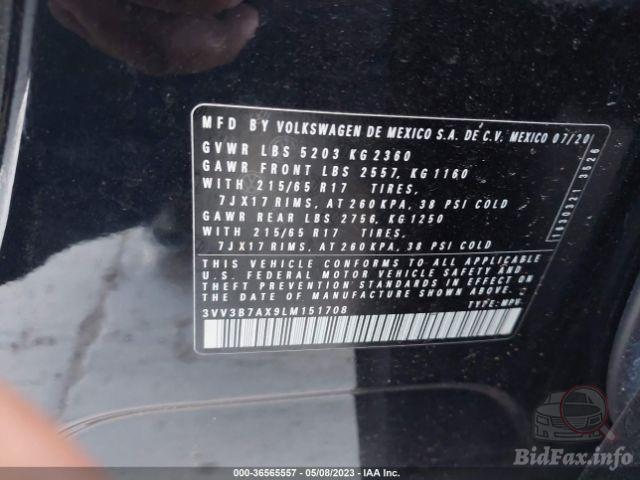 MFD BY VOLKSWAGEN DE MEXICO S.A. DE C.V. MEXICO 07/20
GVWR LBS 5203 KG 2360
GAWR FRONT LBS 2557, KG 1160
WITH 215/65 R17 TIRES,
7JX17 RIMS, AT 260 KPA, 38 PSI COLD
GAWR REAR LBS 2756, KG 1250
WITH 215/65 R17 TIRES,
7JX17 RIMS, AT 260 KPA, 38 PSI COLD
THIS VEHICLE CONFORMS TO ALL APPLICABLE
U.S. FEDERAL MOTOR VEHICLE SAFETY AND
THEFT PREVENTION STANDARDS IN EFFECT ON
THE DATE OF MANUFACTURE SHOWN ABOVE.
3VV3B7AX9LM151708 TYPE: MPV
3526
000-36565557 - 05/08/2023 - IAA Inc.
BidFax.info